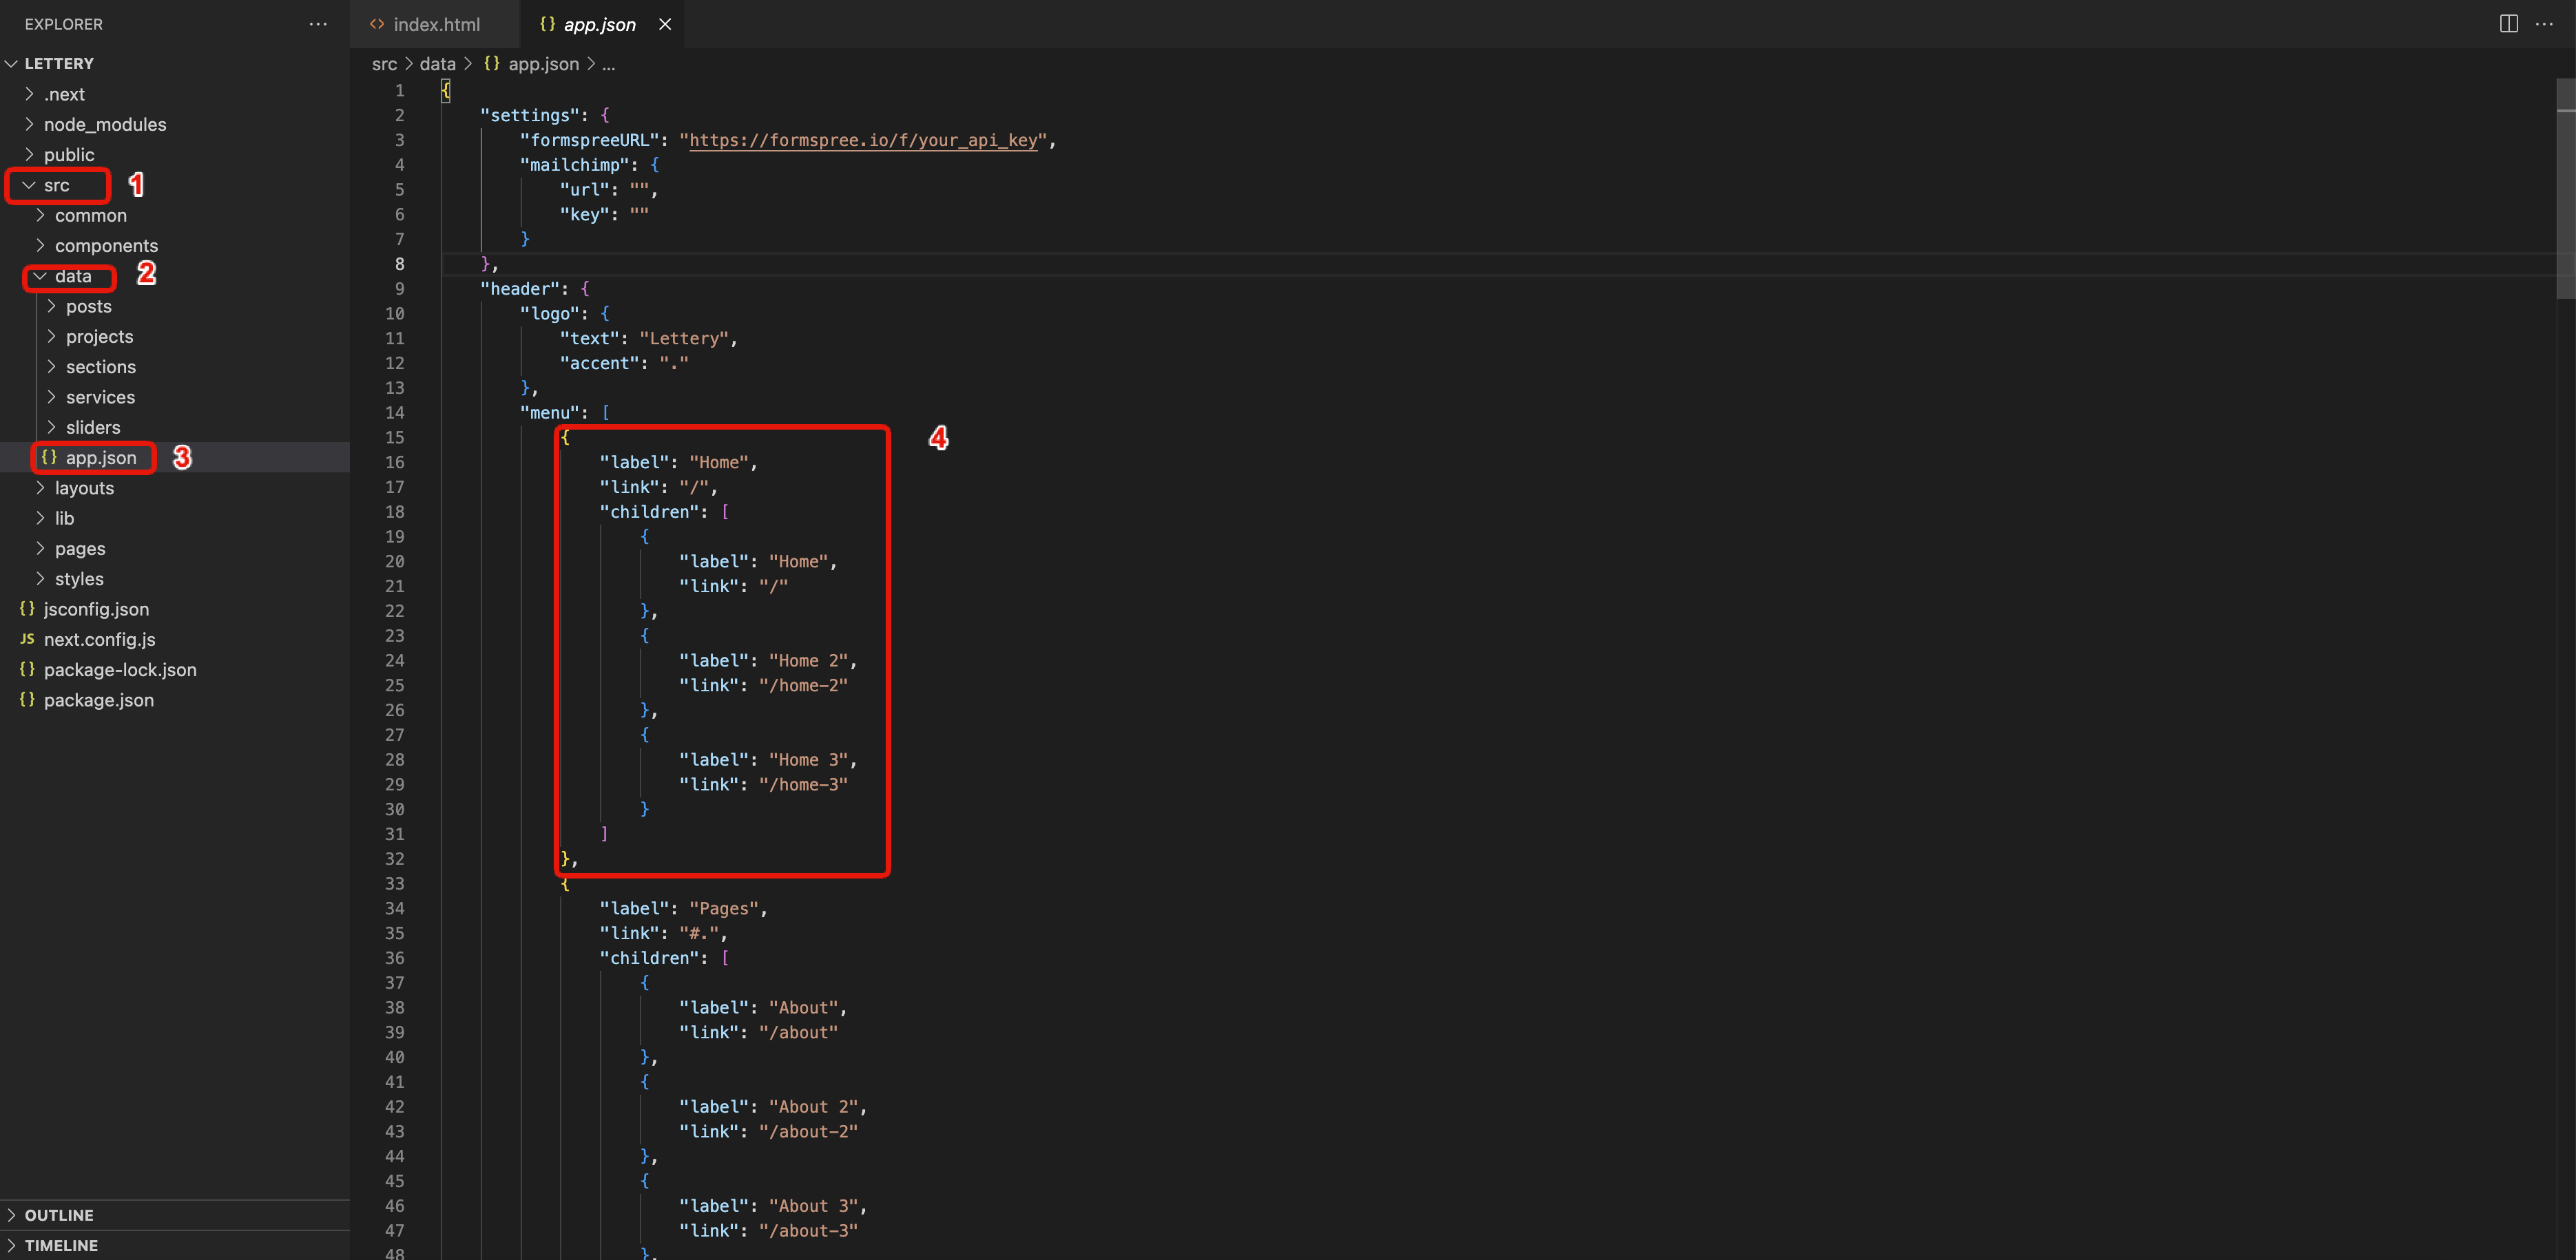 EXPLORER
LETTERY
.next
node_modules
public
src 1
common
components
data 2
posts
projects
sections
services
sliders
{} app.json 3
layouts
lib
pages
styles
{} jsconfig.json
JS next.config.js
{} package-lock.json
{} package.json
OUTLINE
TIMELINE
<> index.html {} app.json
src > data > {} app.json > ...
1 {
2 "settings": {
3 "formspreeURL": "https://formspree.io/f/your_api_key",
4 "mailchimp": {
5 "url": "",
6 "key": ""
7 }
8 },
9 "header": {
10 "logo": {
11 "text": "Lettery",
12 "accent": "."
13 },
14 "menu": [
15 { 4
16 "label": "Home",
17 "link": "/",
18 "children": [
19 {
20 "label": "Home",
21 "link": "/"
22 },
23 {
24 "label": "Home 2",
25 "link": "/home-2"
26 },
27 {
28 "label": "Home 3",
29 "link": "/home-3"
30 }
31 ]
32 },
33 {
34 "label": "Pages",
35 "link": "#.",
36 "children": [
37 {
38 "label": "About",
39 "link": "/about"
40 },
41 {
42 "label": "About 2",
43 "link": "/about-2"
44 },
45 {
46 "label": "About 3",
47 "link": "/about-3"
48 },